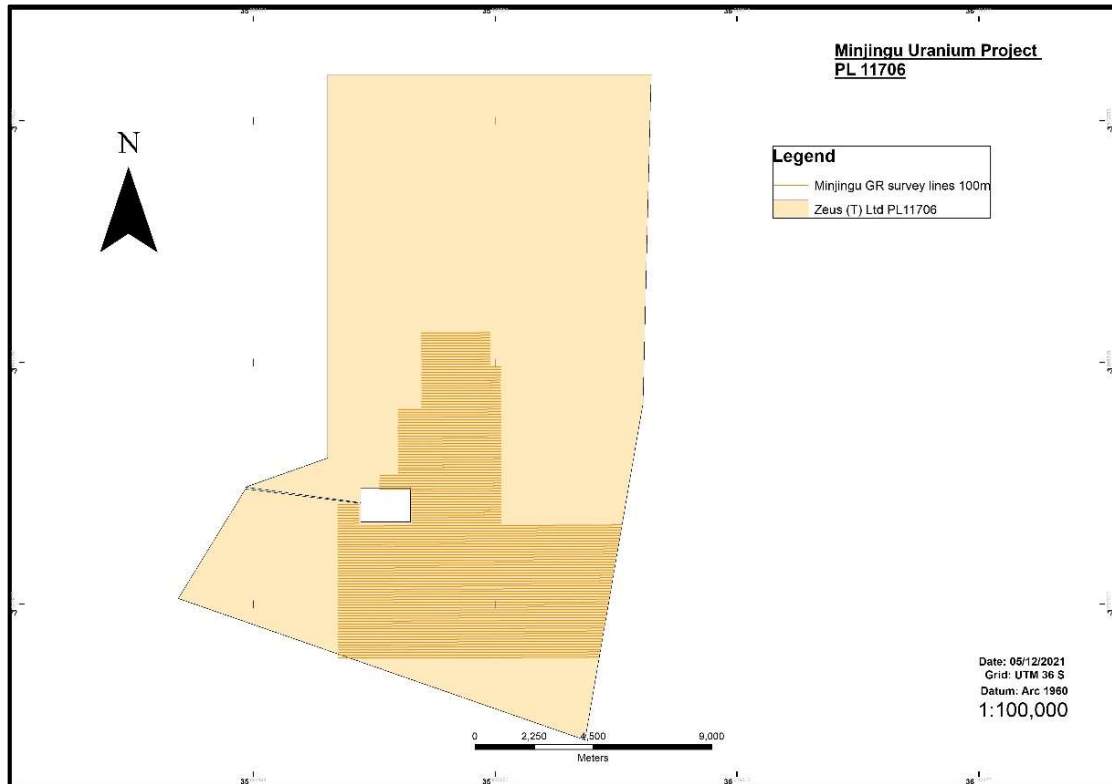 Minjingu Uranium Project
PL 11706
N
Legend
Minjingu GR survey lines 100m
Zeus (T) Ltd PL11706
Date: 05/12/2021
Grid: UTM 36 S
Datum: Arc 1960
1:100,000
0 2,250 4,500 9,000
Meters